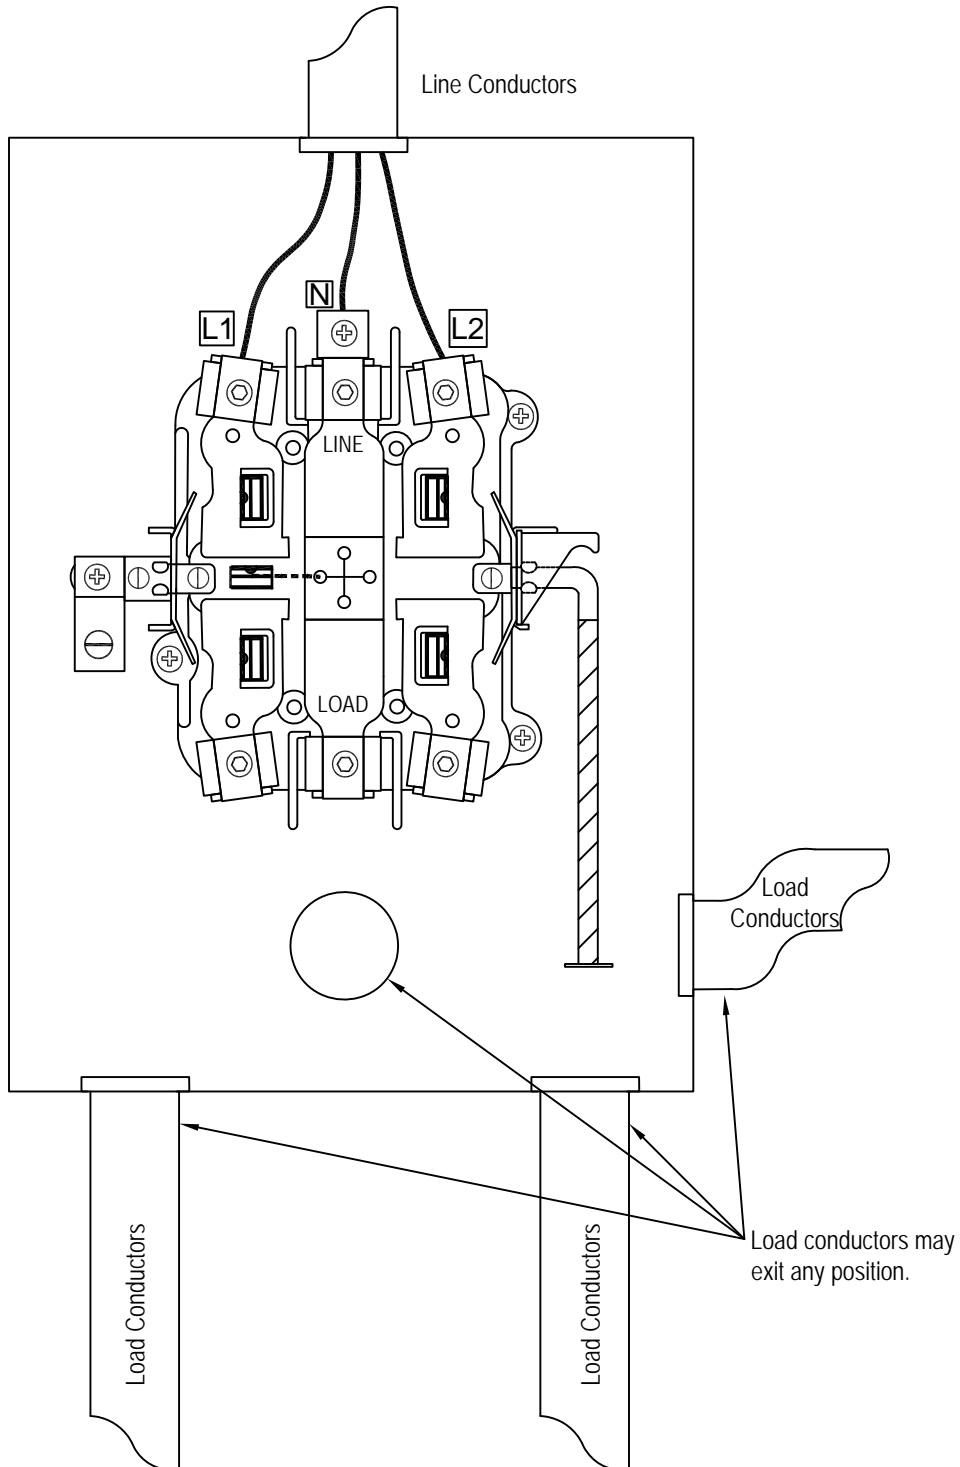 Line Conductors
N
L1
L2
LINE
LOAD
Load
Conductors
Load conductors may
exit any position.
Load Conductors
Load Conductors